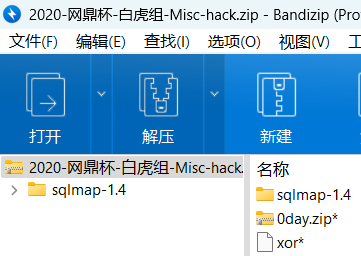 2020-网鼎杯-白虎组-Misc-hack.zip - Bandizip (Pro
文件(F) 编辑(E) 查找(I) 选项(O) 视图(V) 工
打开 解压 新建
2020-网鼎杯-白虎组-Misc-hack.
sqlmap-1.4
名称
sqlmap-1.4
0day.zip*
xor*